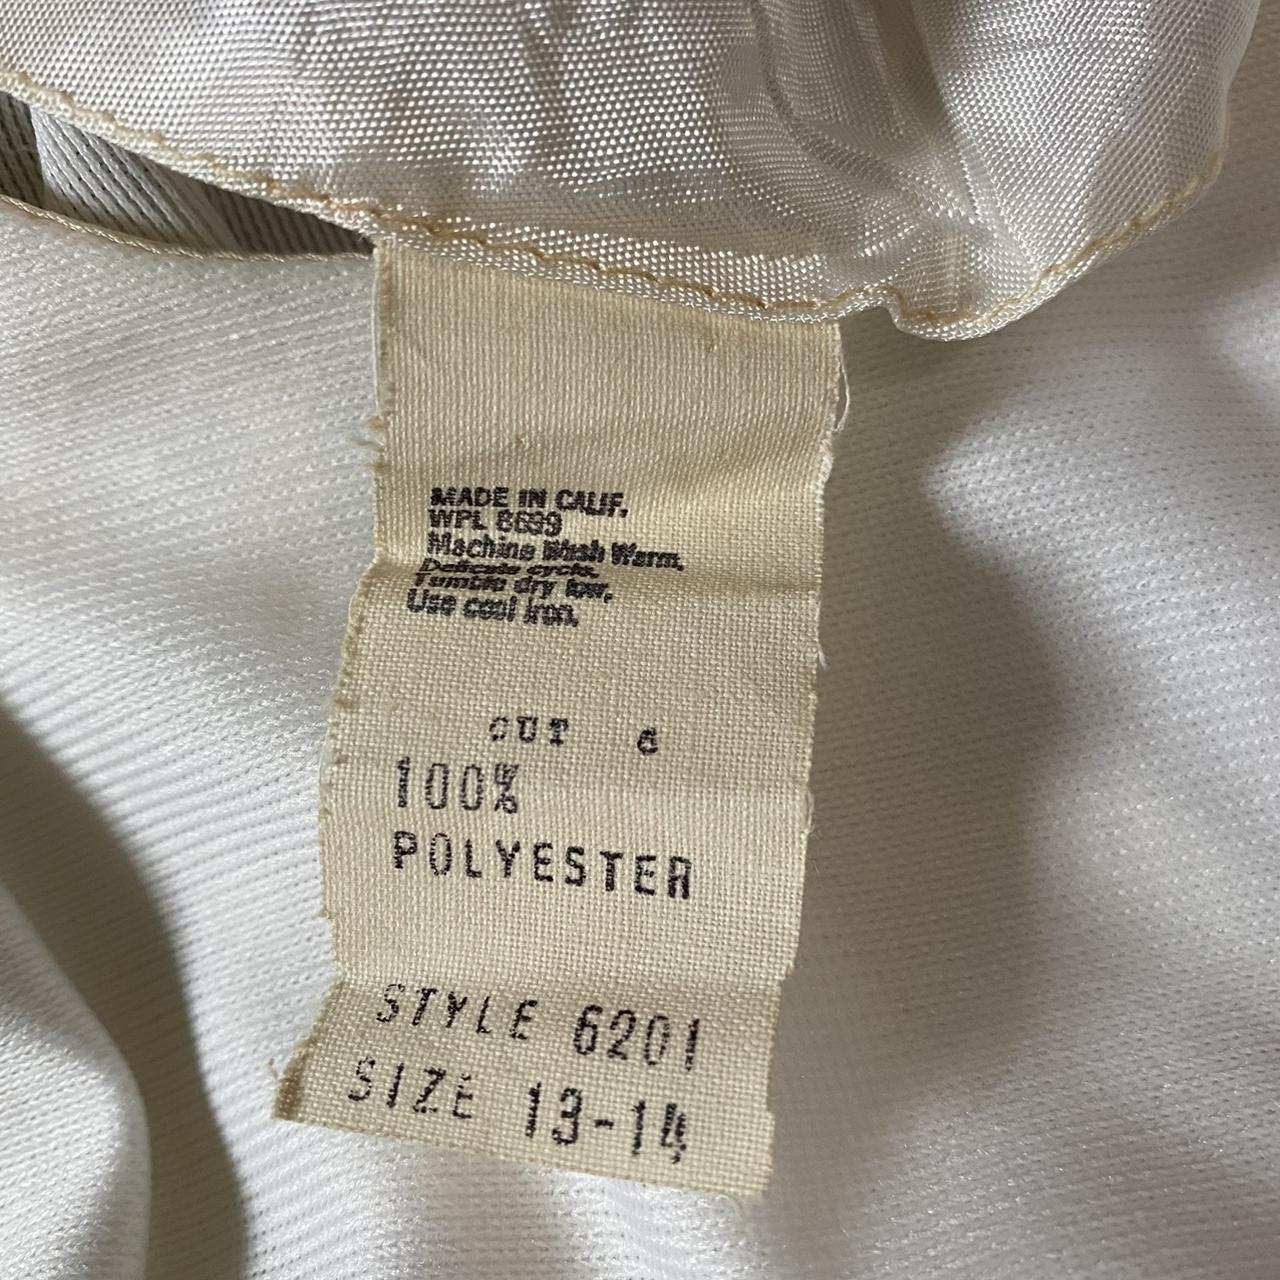 MADE IN CALIF.
WPL 8699
Machine Wash Warm.
Delicate cycle.
Tumble dry low.
Use cool iron.
CUT 6
100%
POLYESTER
STYLE 6201
SIZE 13-14